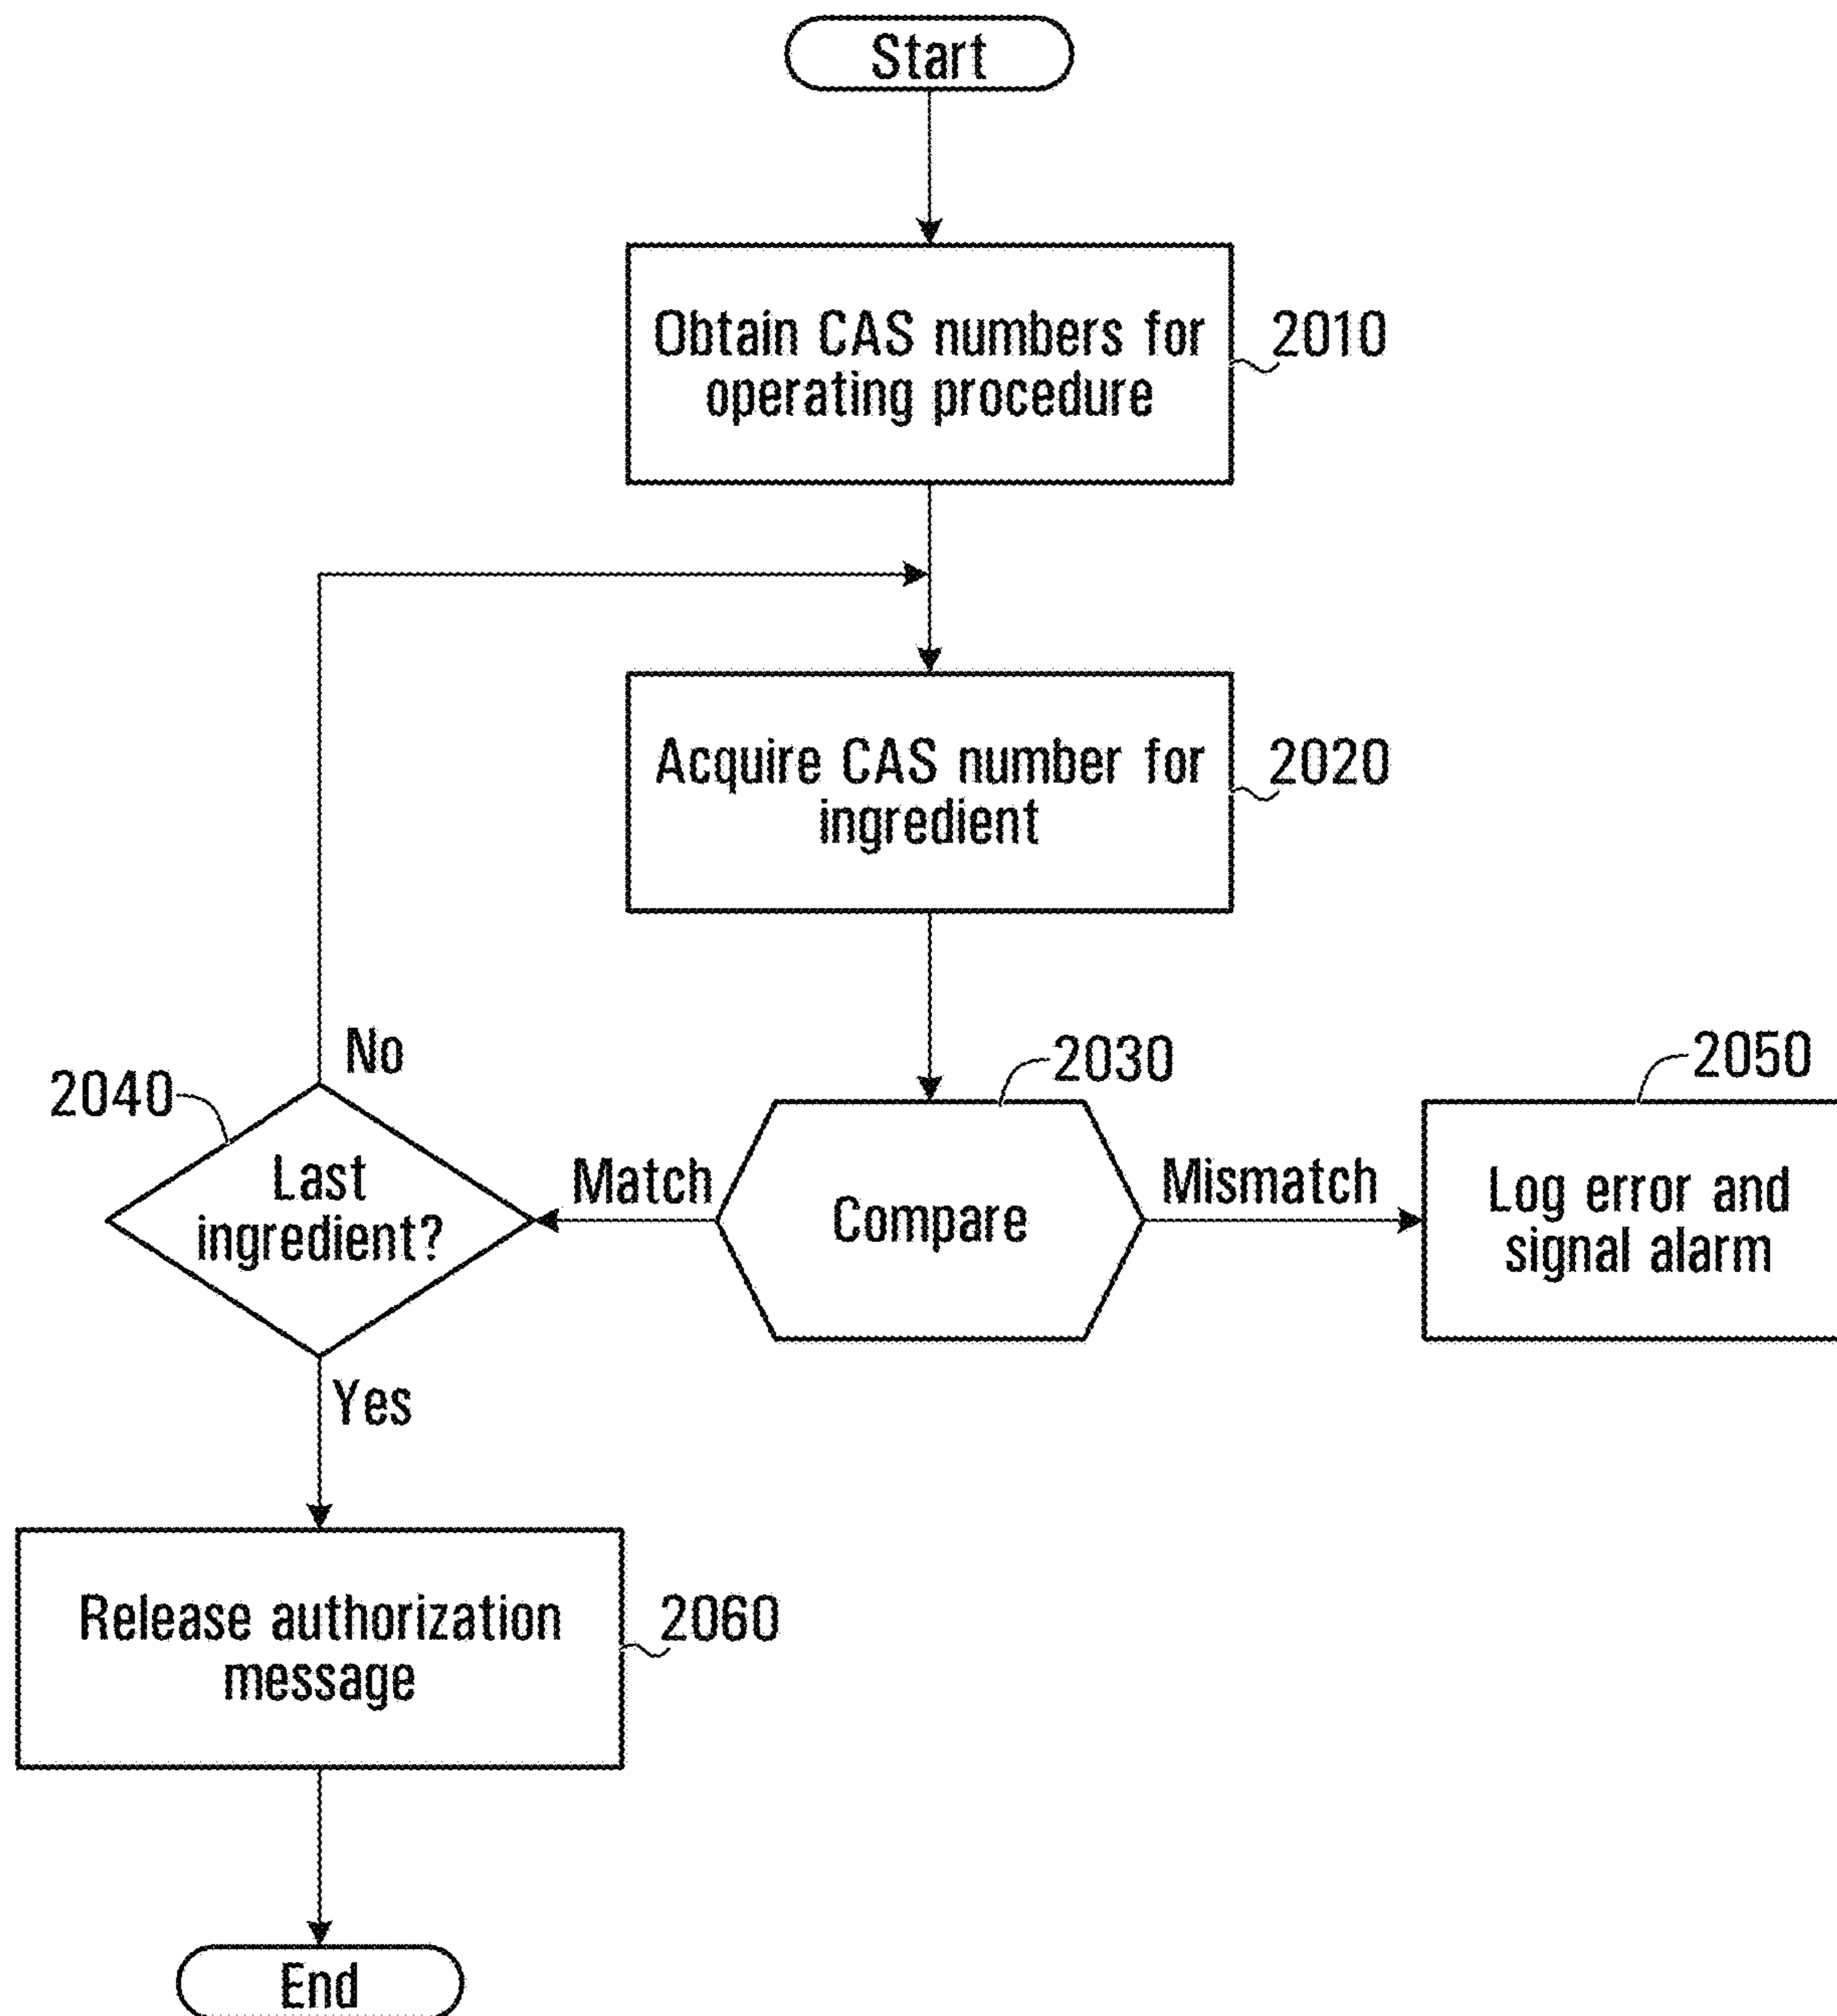 Start
Obtain CAS numbers for
operating procedure
2010
Acquire CAS number for
ingredient
2020
No
2040
2030
2050
Last
ingredient?
Match
Compare
Mismatch
Log error and
signal alarm
Yes
Release authorization
message
2060
End